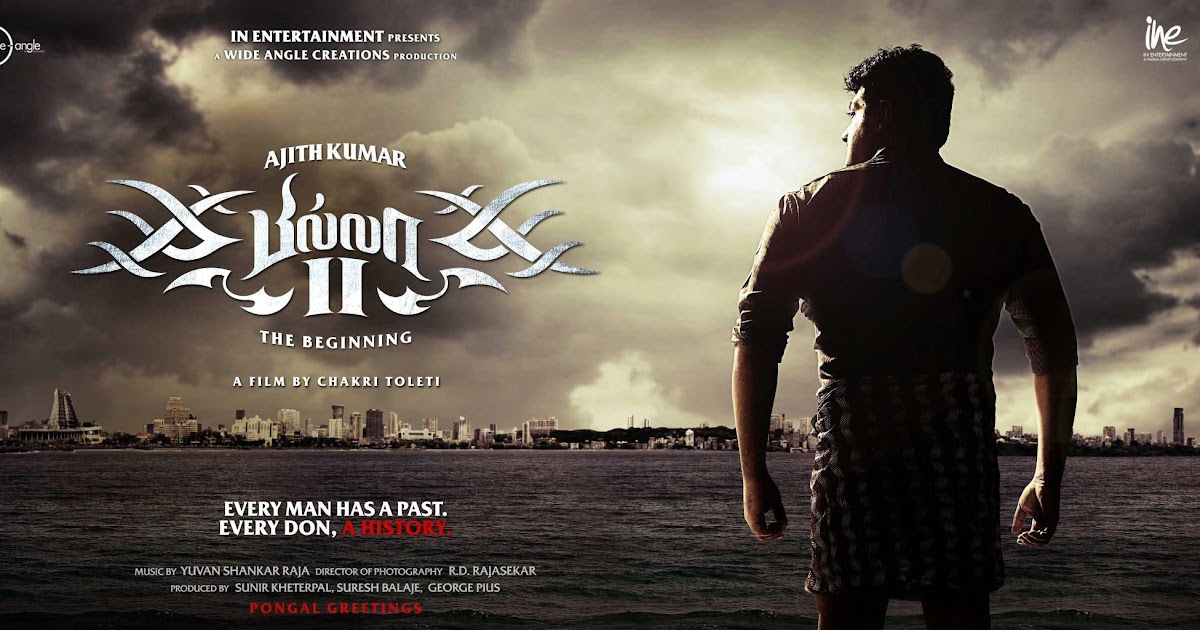 e-angle
IN ENTERTAINMENT PRESENTS
A WIDE ANGLE CREATIONS PRODUCTION
ine
IN ENTERTAINMENT
AJITH KUMAR
பில்லா
II
THE BEGINNING
A FILM BY CHAKRI TOLETI
EVERY MAN HAS A PAST.
EVERY DON, A HISTORY.
MUSIC BY YUVAN SHANKAR RAJA DIRECTOR OF PHOTOGRAPHY R.D. RAJASEKAR
PRODUCED BY SUNIR KHETERPAL, SURESH BALAJE, GEORGE PIUS
PONGAL GREETINGS